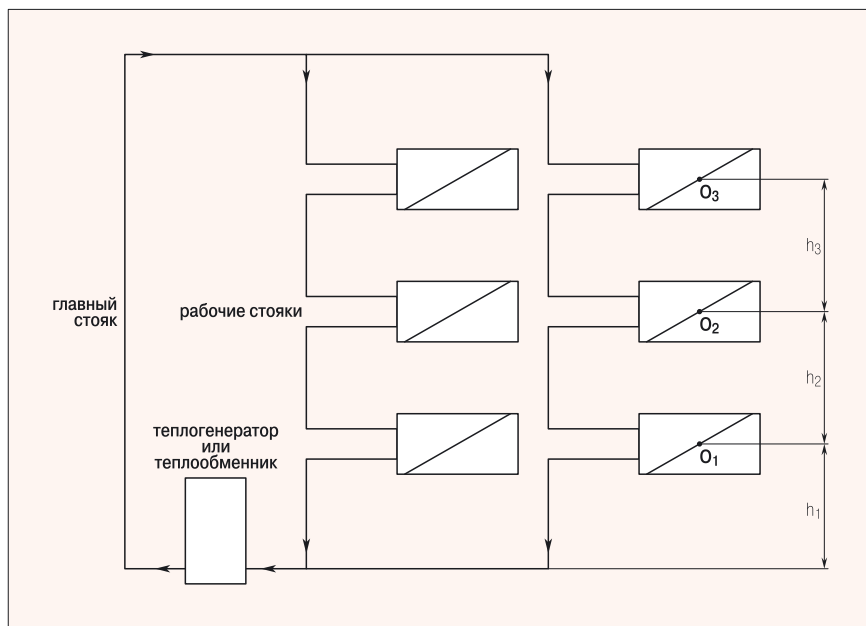 O₃
h₃
главный
стояк
рабочие стояки
O₂
h₂
теплогенератор
или
теплообменник
O₁
h₁